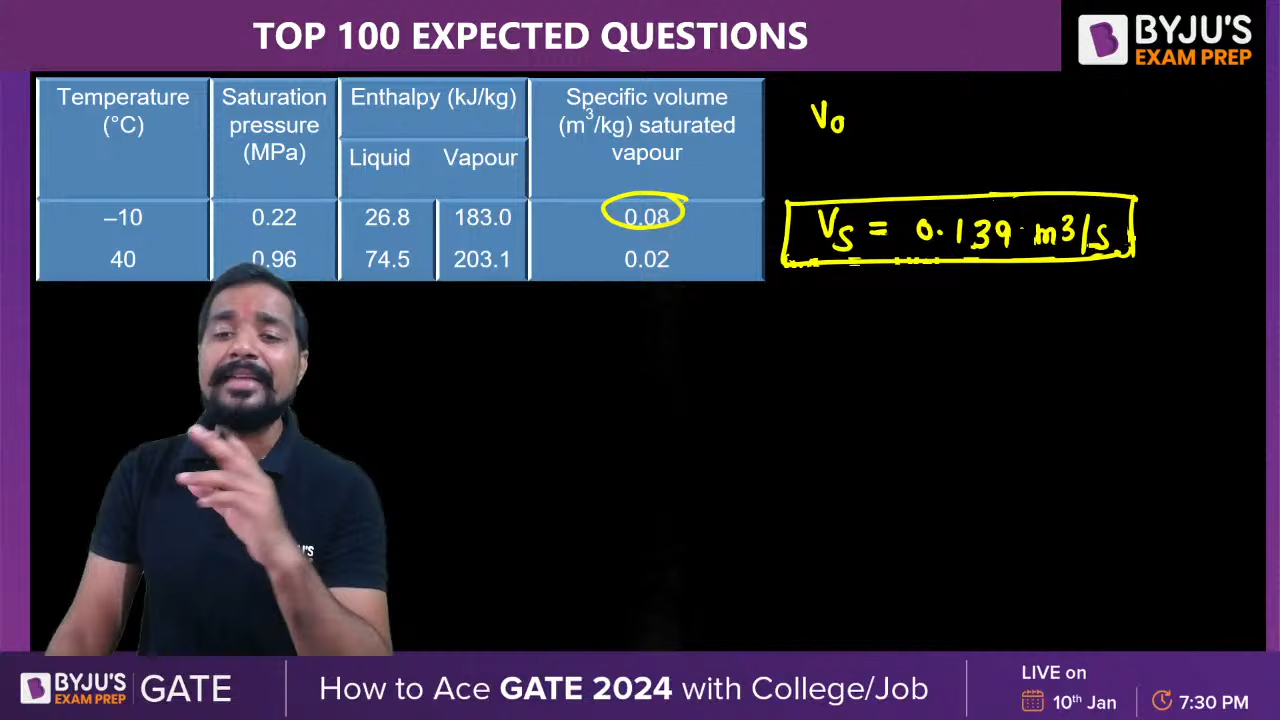 TOP 100 EXPECTED QUESTIONS
BYJU'S
EXAM PREP
Temperature (°C)
Saturation pressure (MPa)
Enthalpy (kJ/kg)
Liquid
Vapour
Specific volume (m³/kg) saturated vapour
–10 0.22 26.8 183.0 0.08
40 0.96 74.5 203.1 0.02
V₀
Vs = 0.139 m3/s
BYJU'S
EXAM PREP
GATE
How to Ace GATE 2024 with College/Job
LIVE on
10th Jan
7:30 PM